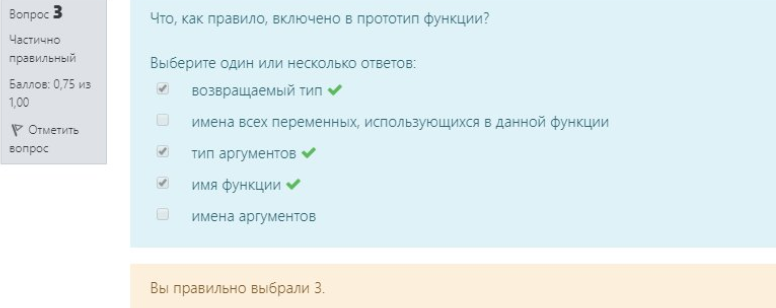 Вопрос 3
Частично
правильный
Баллов: 0,75 из
1,00
Отметить
вопрос
Что, как правило, включено в прототип функции?
Выберите один или несколько ответов:
возвращаемый тип
имена всех переменных, использующихся в данной функции
тип аргументов
имя функции
имена аргументов
Вы правильно выбрали 3.